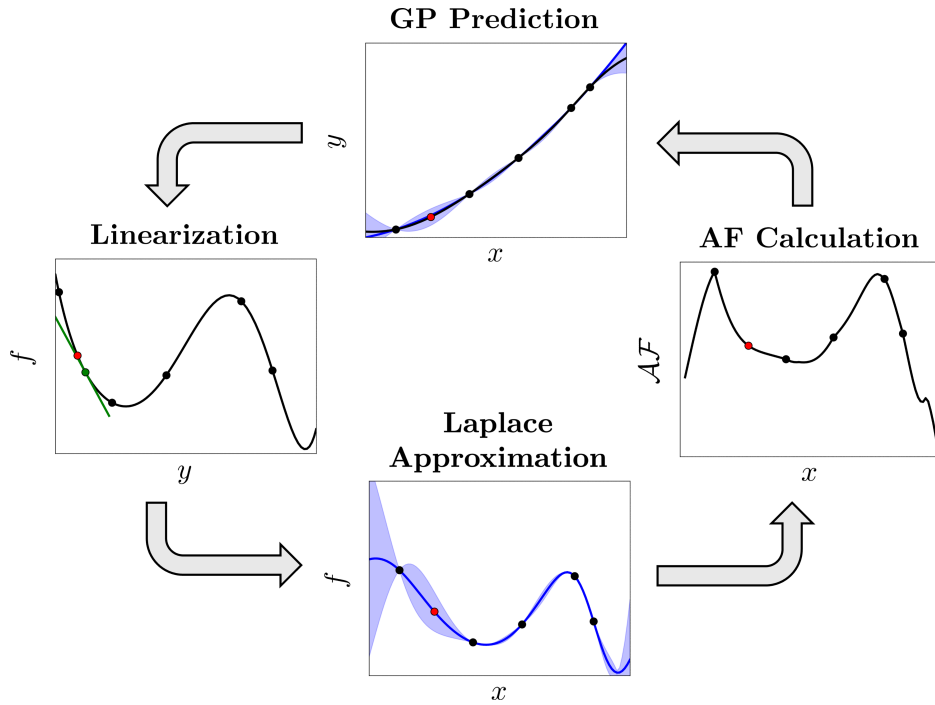 GP Prediction
y
x
Linearization
f
y
AF Calculation
𝒜ℱ
x
Laplace
Approximation
f
x